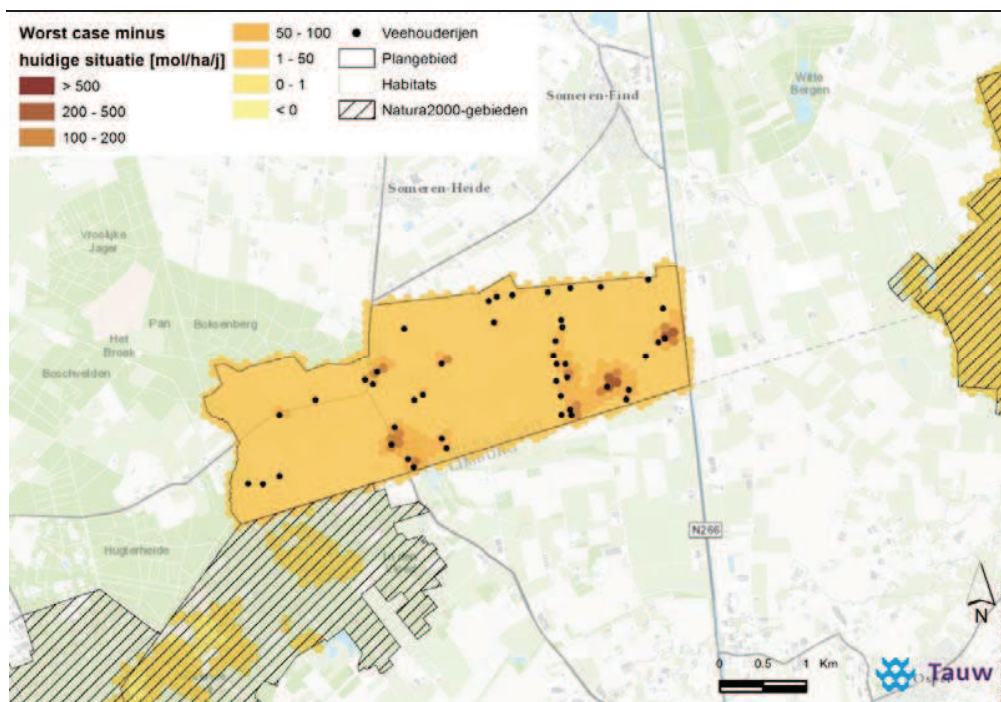 Worst case minus
huidige situatie [mol/ha/j]
> 500
200 - 500
100 - 200
50 - 100
1 - 50
0 - 1
< 0
Veehouderijen
Plangebied
Habitats
Natura2000-gebieden
Someren-Eind
Witte
Bergen
Someren-Heide
Vroolijke
Jager
Pan
Boksenberg
Het
Broek
Boschvelden
LIMBURG
Hugterheide
N266
N
0 0.5 1 Km
Tauw